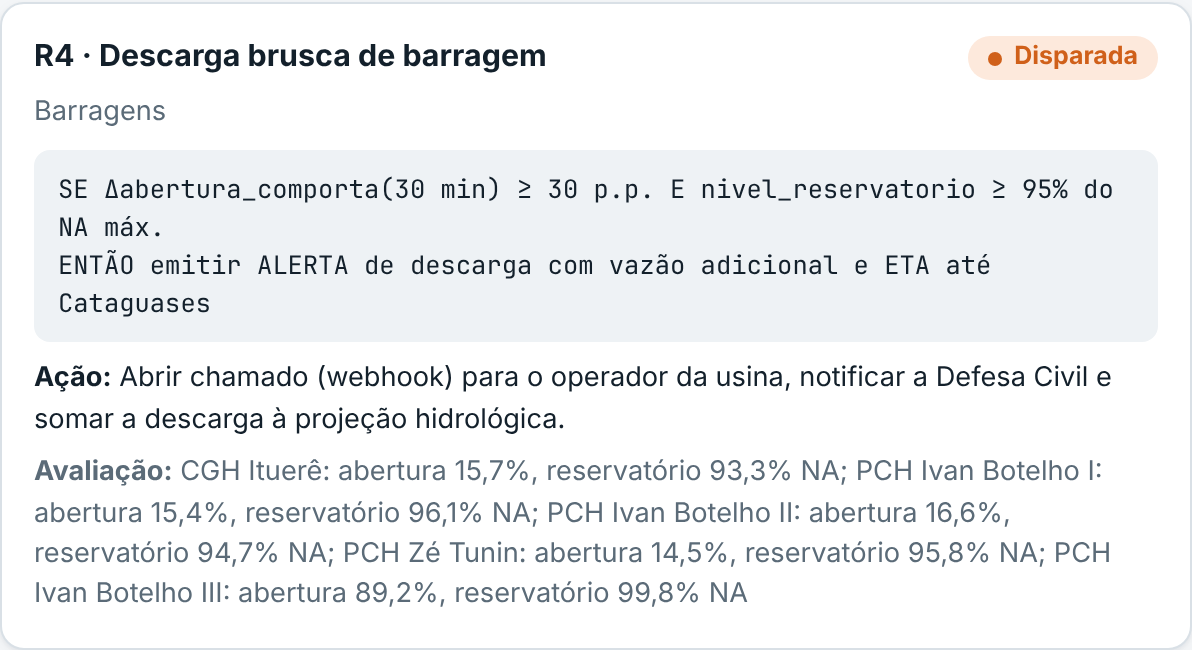 R4 · Descarga brusca de barragem
Disparada
Barragens
SE Δabertura_comporta(30 min) ≥ 30 p.p. E nivel_reservatorio ≥ 95% do
NA máx.
ENTÃO emitir ALERTA de descarga com vazão adicional e ETA até
Cataguases
Ação: Abrir chamado (webhook) para o operador da usina, notificar a Defesa Civil e
somar a descarga à projeção hidrológica.
Avaliação: CGH Ituerê: abertura 15,7%, reservatório 93,3% NA; PCH Ivan Botelho I:
abertura 15,4%, reservatório 96,1% NA; PCH Ivan Botelho II: abertura 16,6%,
reservatório 94,7% NA; PCH Zé Tunin: abertura 14,5%, reservatório 95,8% NA; PCH
Ivan Botelho III: abertura 89,2%, reservatório 99,8% NA